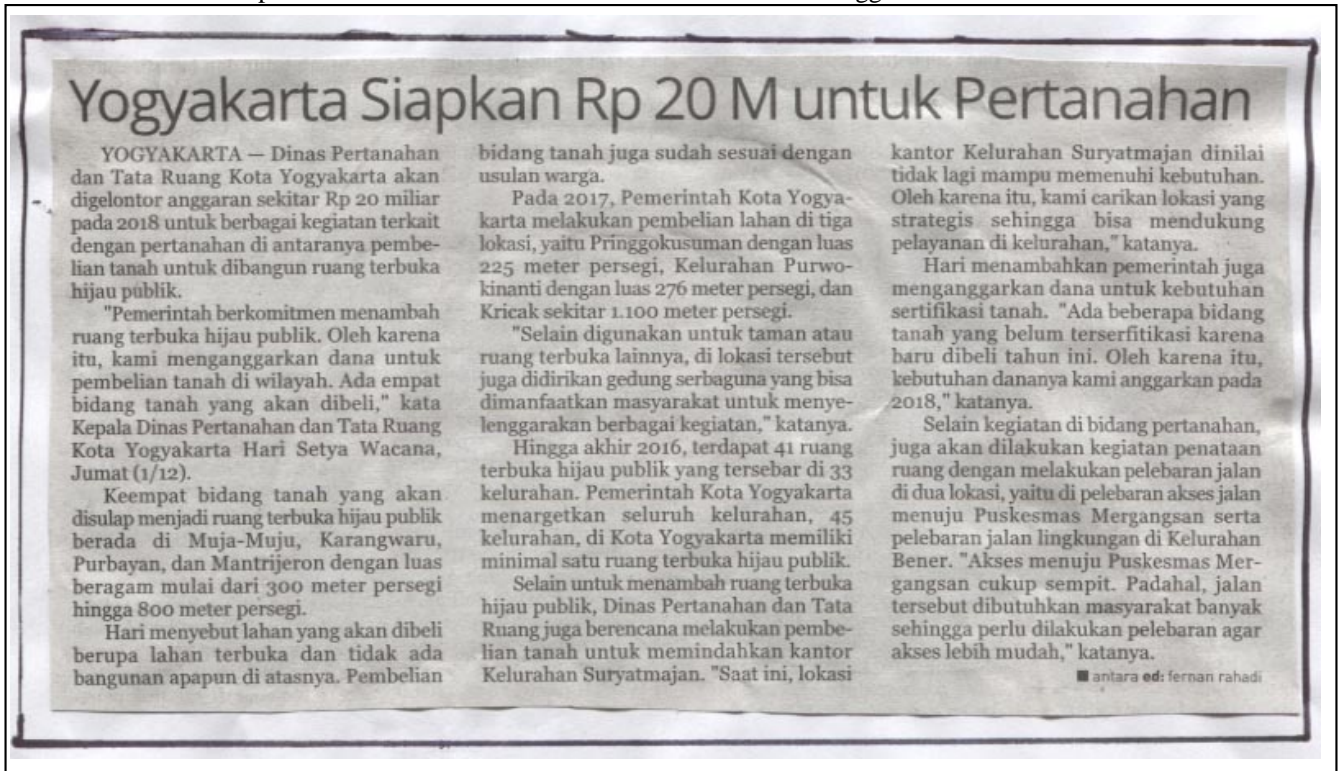 Yogyakarta Siapkan Rp 20 M untuk Pertanahan
YOGYAKARTA — Dinas Pertanahan
dan Tata Ruang Kota Yogyakarta akan
digelontor anggaran sekitar Rp 20 miliar
pada 2018 untuk berbagai kegiatan terkait
dengan pertanahan di antaranya pembe-
lian tanah untuk dibangun ruang terbuka
hijau publik.
"Pemerintah berkomitmen menambah
ruang terbuka hijau publik. Oleh karena
itu, kami menganggarkan dana untuk
pembelian tanah di wilayah. Ada empat
bidang tanah yang akan dibeli," kata
Kepala Dinas Pertanahan dan Tata Ruang
Kota Yogyakarta Hari Setya Wacana,
Jumat (1/12).
Keempat bidang tanah yang akan
disulap menjadi ruang terbuka hijau publik
berada di Muja-Muju, Karangwaru,
Purbayan, dan Mantrijeron dengan luas
beragam mulai dari 300 meter persegi
hingga 800 meter persegi.
Hari menyebut lahan yang akan dibeli
berupa lahan terbuka dan tidak ada
bangunan apapun di atasnya. Pembelian
bidang tanah juga sudah sesuai dengan
usulan warga.
Pada 2017, Pemerintah Kota Yogya-
karta melakukan pembelian lahan di tiga
lokasi, yaitu Pringgokusuman dengan luas
225 meter persegi, Kelurahan Purwo-
kinanti dengan luas 276 meter persegi, dan
Kricak sekitar 1.100 meter persegi.
"Selain digunakan untuk taman atau
ruang terbuka lainnya, di lokasi tersebut
juga didirikan gedung serbaguna yang bisa
dimanfaatkan masyarakat untuk menye-
lenggarakan berbagai kegiatan," katanya.
Hingga akhir 2016, terdapat 41 ruang
terbuka hijau publik yang tersebar di 33
kelurahan. Pemerintah Kota Yogyakarta
menargetkan seluruh kelurahan, 45
kelurahan, di Kota Yogyakarta memiliki
minimal satu ruang terbuka hijau publik.
Selain untuk menambah ruang terbuka
hijau publik, Dinas Pertanahan dan Tata
Ruang juga berencana melakukan pembe-
lian tanah untuk memindahkan kantor
Kelurahan Suryatmajan. "Saat ini, lokasi
kantor Kelurahan Suryatmajan dinilai
tidak lagi mampu memenuhi kebutuhan.
Oleh karena itu, kami carikan lokasi yang
strategis sehingga bisa mendukung
pelayanan di kelurahan," katanya.
Hari menambahkan pemerintah juga
menganggarkan dana untuk kebutuhan
sertifikasi tanah. "Ada beberapa bidang
tanah yang belum terserfitikasi karena
baru dibeli tahun ini. Oleh karena itu,
kebutuhan dananya kami anggarkan pada
2018," katanya.
Selain kegiatan di bidang pertanahan,
juga akan dilakukan kegiatan penataan
ruang dengan melakukan pelebaran jalan
di dua lokasi, yaitu di pelebaran akses jalan
menuju Puskesmas Mergangsan serta
pelebaran jalan lingkungan di Kelurahan
Bener. "Akses menuju Puskesmas Mer-
gangsan cukup sempit. Padahal, jalan
tersebut dibutuhkan masyarakat banyak
sehingga perlu dilakukan pelebaran agar
akses lebih mudah," katanya.
■ antara ed: fernan rahadi